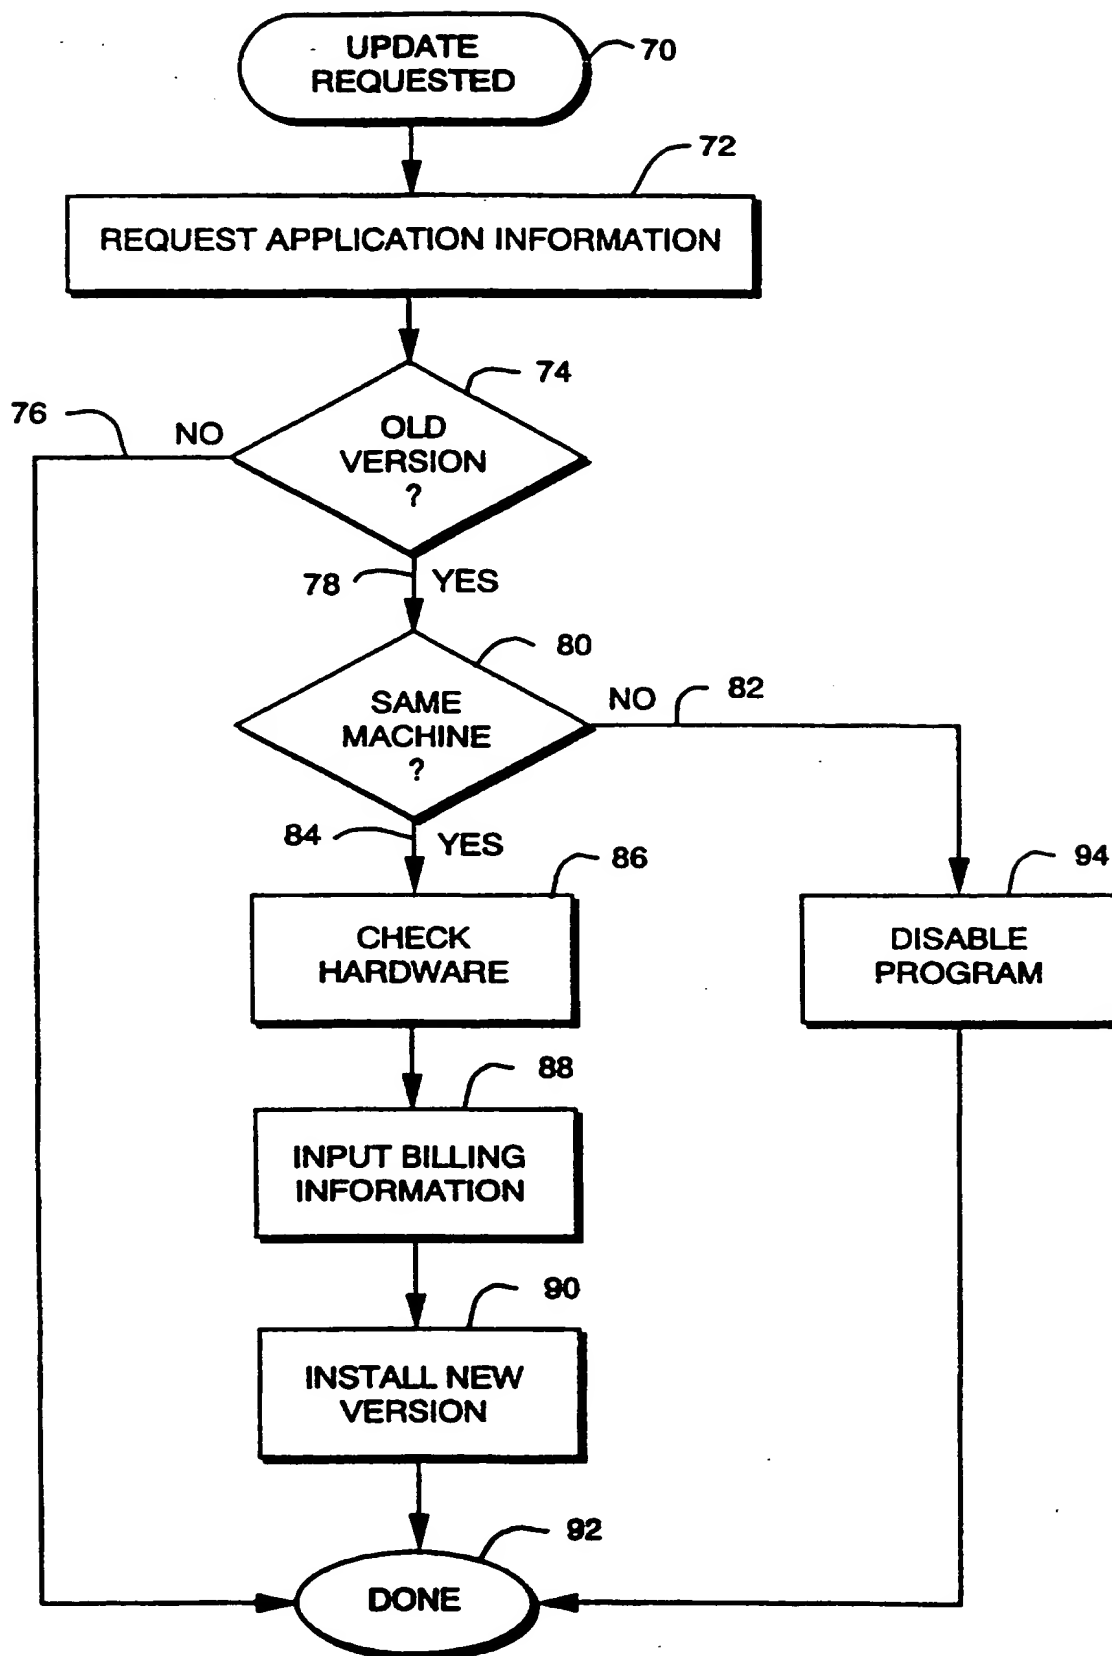 UPDATE
REQUESTED
70
72
REQUEST APPLICATION INFORMATION
74
76
NO
OLD
VERSION
?
78
YES
80
SAME
MACHINE
?
NO
82
84
YES
86
94
CHECK
HARDWARE
DISABLE
PROGRAM
88
INPUT BILLING
INFORMATION
90
INSTALL NEW
VERSION
92
DONE